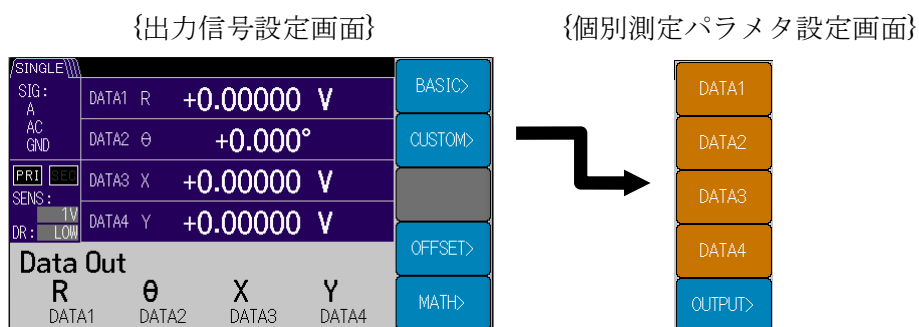 {出力信号設定画面}
{個別測定パラメタ設定画面}
SINGLE
SIG:
A
AC
GND
PRI SEC
SENS:
1V
DR: LOW
DATA1 R +0.00000 V
DATA2 θ +0.000°
DATA3 X +0.00000 V
DATA4 Y +0.00000 V
Data Out
R θ X Y
DATA1 DATA2 DATA3 DATA4
BASIC>
CUSTOM>
OFFSET>
MATH>
DATA1
DATA2
DATA3
DATA4
OUTPUT>